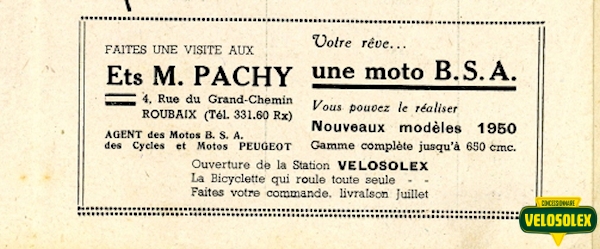 FAITES UNE VISITE AUX
Ets M. PACHY
4, Rue du Grand-Chemin
ROUBAIX (Tél. 331.60 Rx)
AGENT des Motos B. S. A.
des Cycles et Motos PEUGEOT
Votre rêve...
une moto B.S.A.
Vous pouvez le réaliser
Nouveaux modèles 1950
Gamme complète jusqu'à 650 cmc.
Ouverture de la Station VELOSOLEX
La Bicyclette qui roule toute seule - -
Faites votre commande, livraison Juillet
CONCESSIONNAIRE
VELOSOLEX